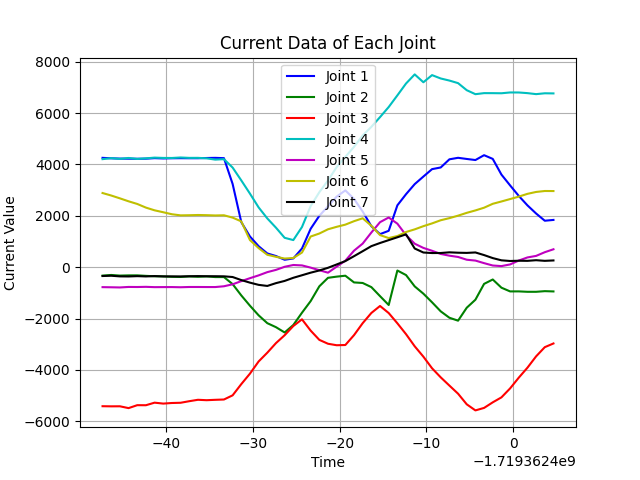 Current Data of Each Joint
8000
6000
4000
2000
0
−2000
−4000
−6000
Current Value
Joint 1
Joint 2
Joint 3
Joint 4
Joint 5
Joint 6
Joint 7
−40 −30 −20 −10 0
Time
−1.7193624e9